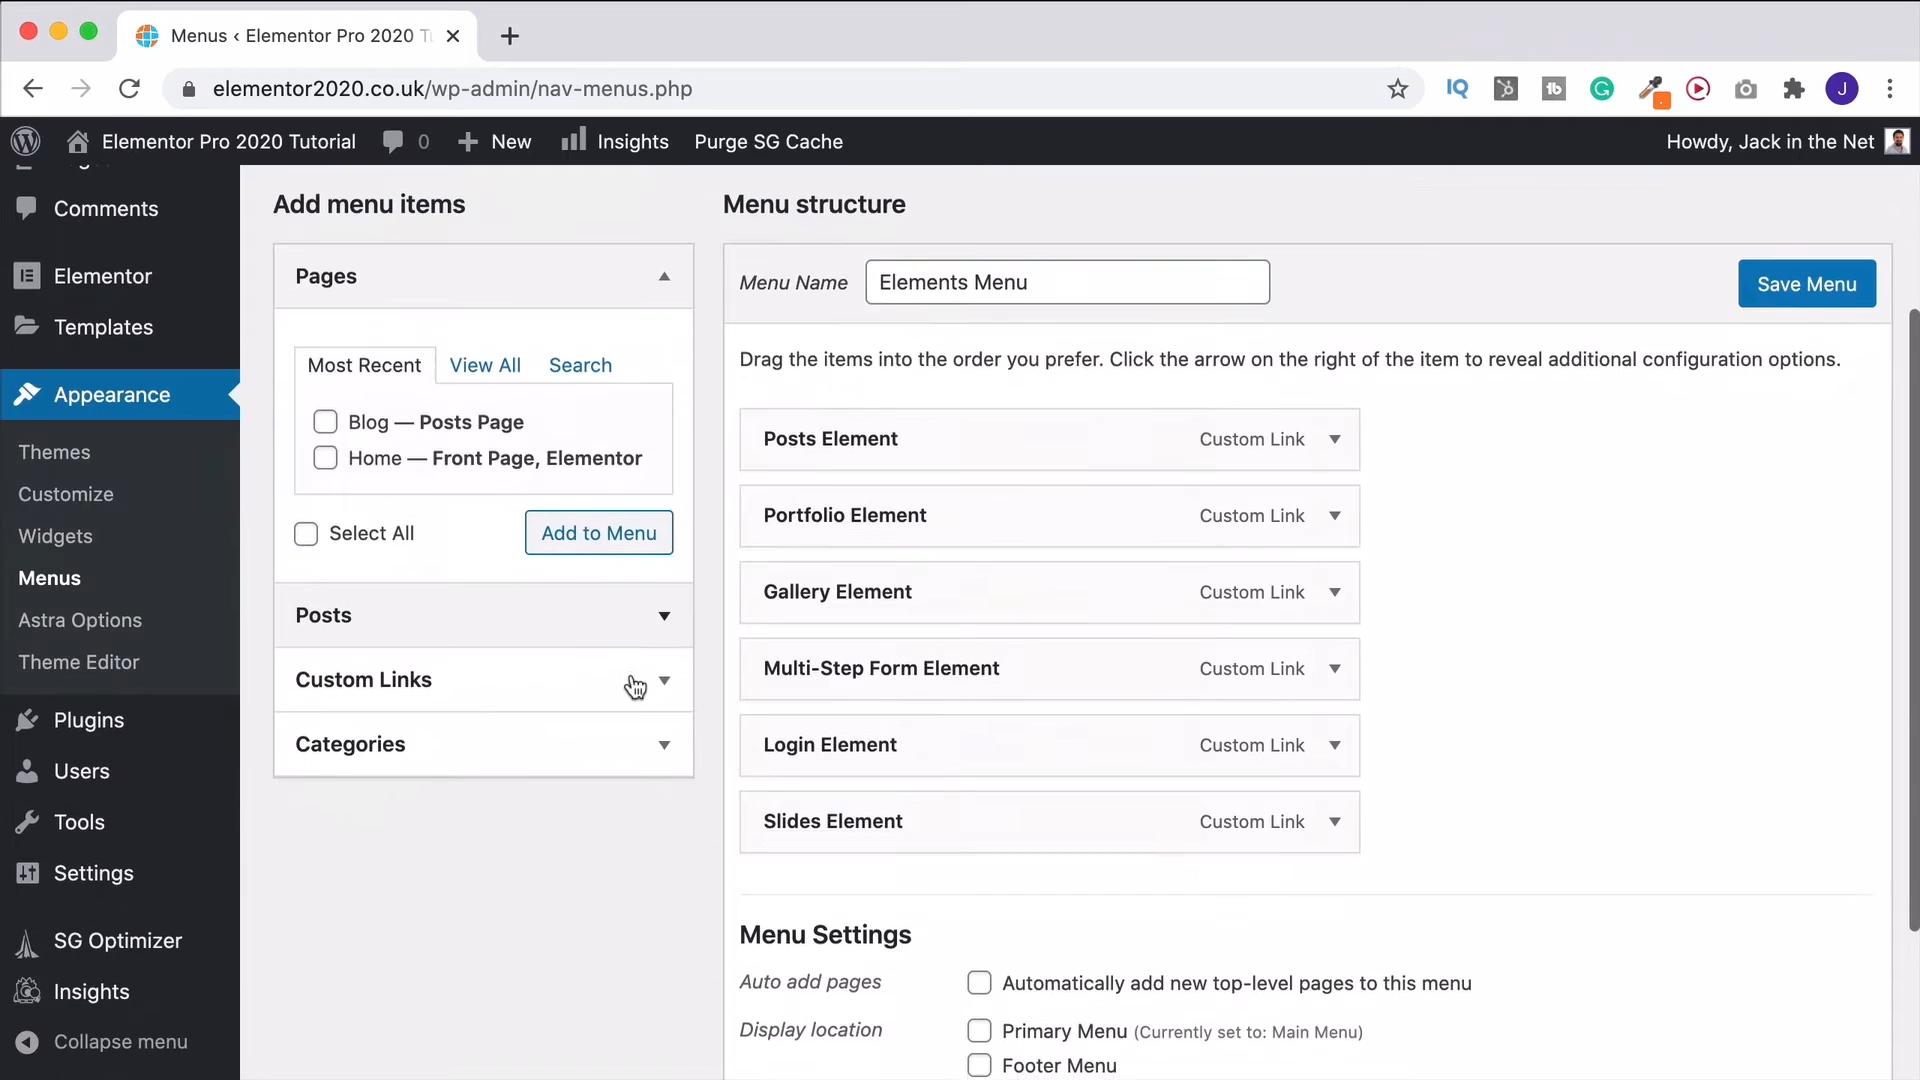 Menus ‹ Elementor Pro 2020 Tu
elementor2020.co.uk/wp-admin/nav-menus.php
IQ
tb
G
J
Elementor Pro 2020 Tutorial
0
New
Insights
Purge SG Cache
Howdy, Jack in the Net
Comments
Elementor
Templates
Appearance
Themes
Customize
Widgets
Menus
Astra Options
Theme Editor
Plugins
Users
Tools
Settings
SG Optimizer
Insights
Collapse menu
Add menu items
Pages
Most Recent
View All
Search
Blog — Posts Page
Home — Front Page, Elementor
Select All
Add to Menu
Posts
Custom Links
Categories
Menu structure
Menu Name
Elements Menu
Save Menu
Drag the items into the order you prefer. Click the arrow on the right of the item to reveal additional configuration options.
Posts Element Custom Link
Portfolio Element Custom Link
Gallery Element Custom Link
Multi-Step Form Element Custom Link
Login Element Custom Link
Slides Element Custom Link
Menu Settings
Auto add pages
Automatically add new top-level pages to this menu
Display location
Primary Menu (Currently set to: Main Menu)
Footer Menu